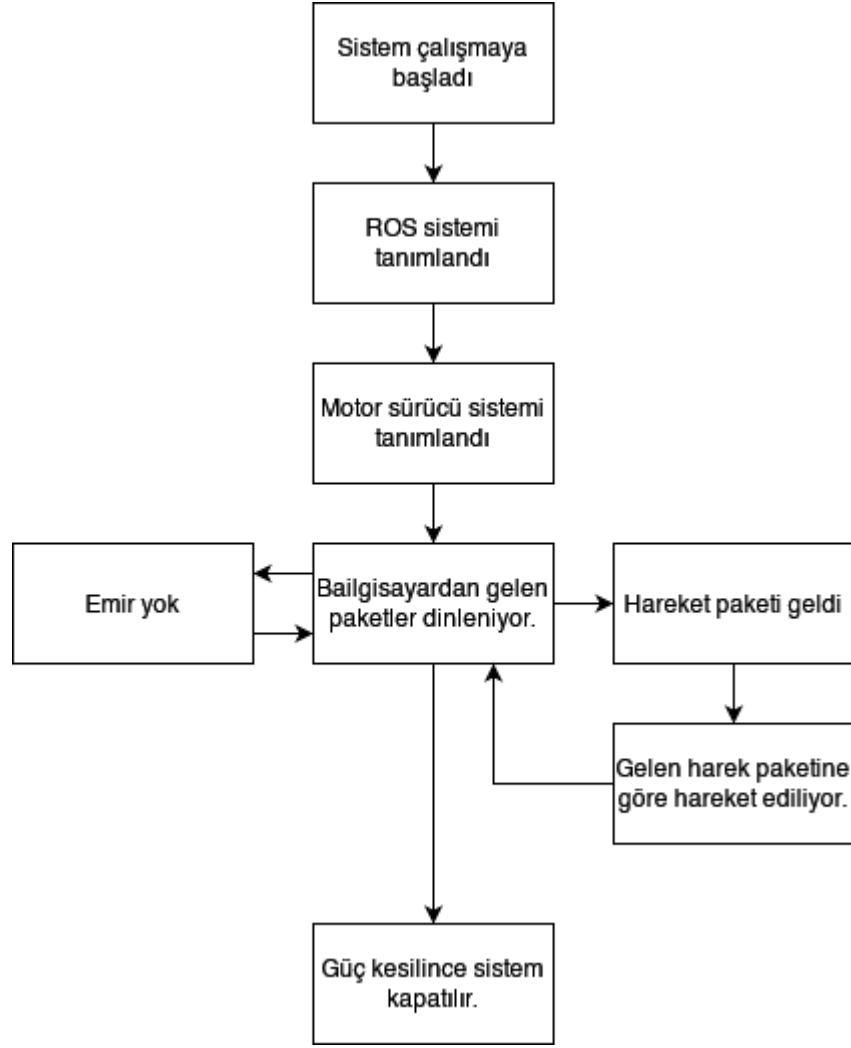 Sistem çalışmaya
başladı
ROS sistemi
tanımlandı
Motor sürücü sistemi
tanımlandı
Emir yok
Bailgisayardan gelen
paketler dinleniyor.
Hareket paketi geldi
Gelen harek paketine
göre hareket ediliyor.
Güç kesilince sistem
kapatılır.